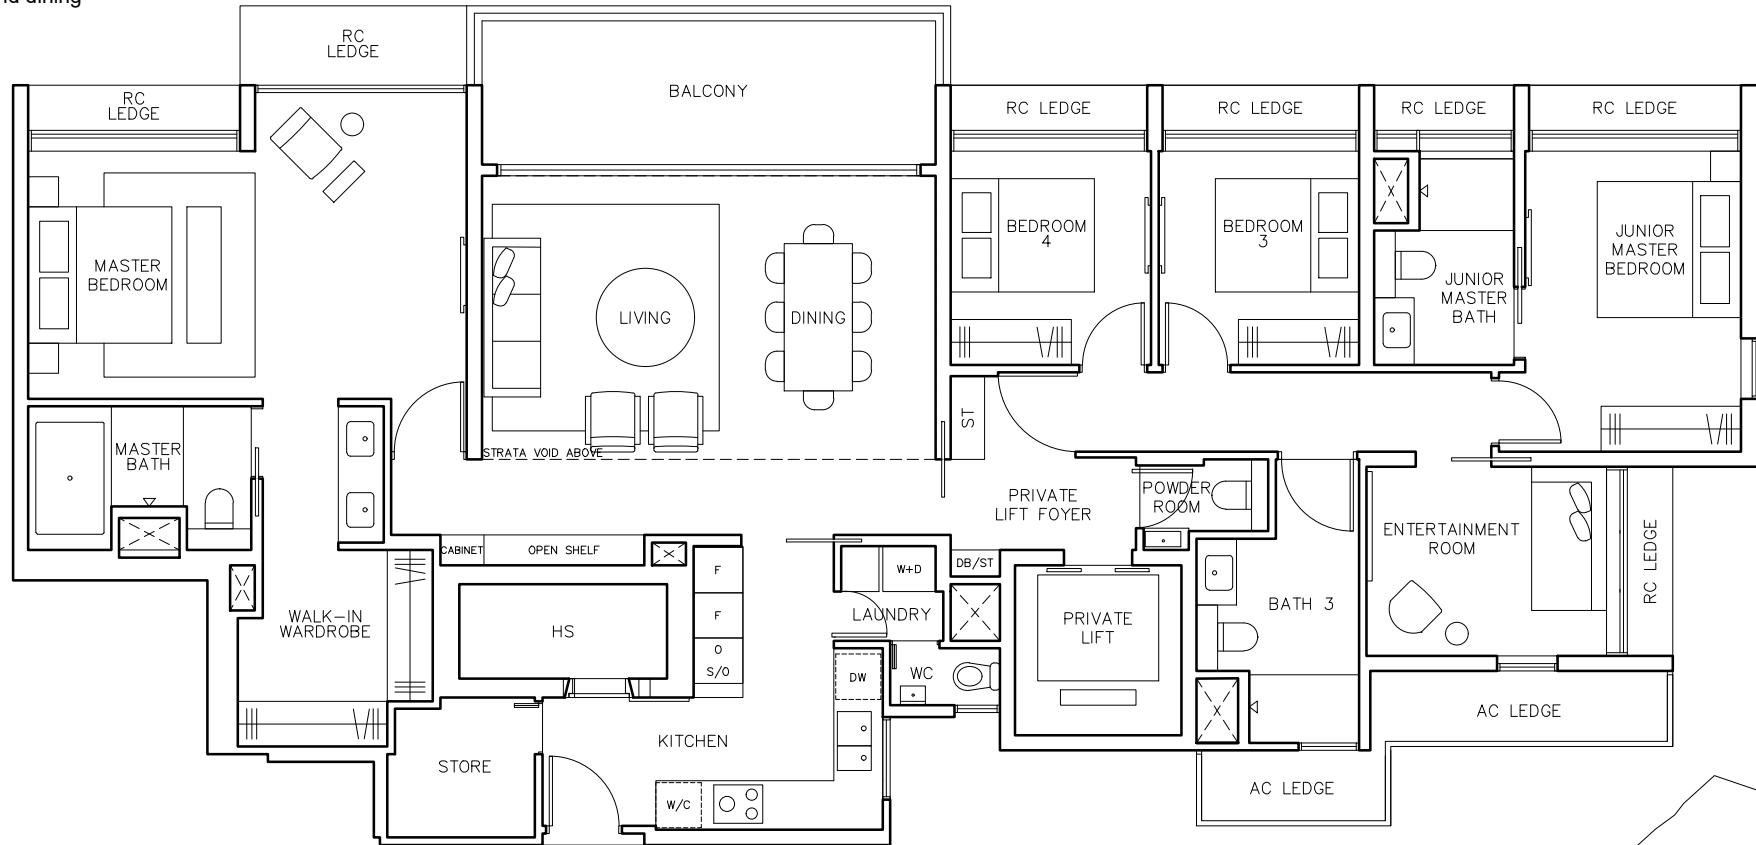 dining
RC
LEDGE
BALCONY
RC
LEDGE
RC LEDGE
RC LEDGE
RC LEDGE
RC LEDGE
MASTER
BEDROOM
LIVING
DINING
BEDROOM
4
BEDROOM
3
JUNIOR
MASTER
BATH
JUNIOR
MASTER
BEDROOM
MASTER
BATH
STRATA VOID ABOVE
ST
PRIVATE
LIFT FOYER
POWDER
ROOM
ENTERTAINMENT
ROOM
RC LEDGE
CABINET
OPEN SHELF
F
F
O
S/O
W+D
DB/ST
LAUNDRY
WALK-IN
WARDROBE
HS
PRIVATE
LIFT
BATH 3
DW
WC
KITCHEN
STORE
W/C
AC LEDGE
AC LEDGE